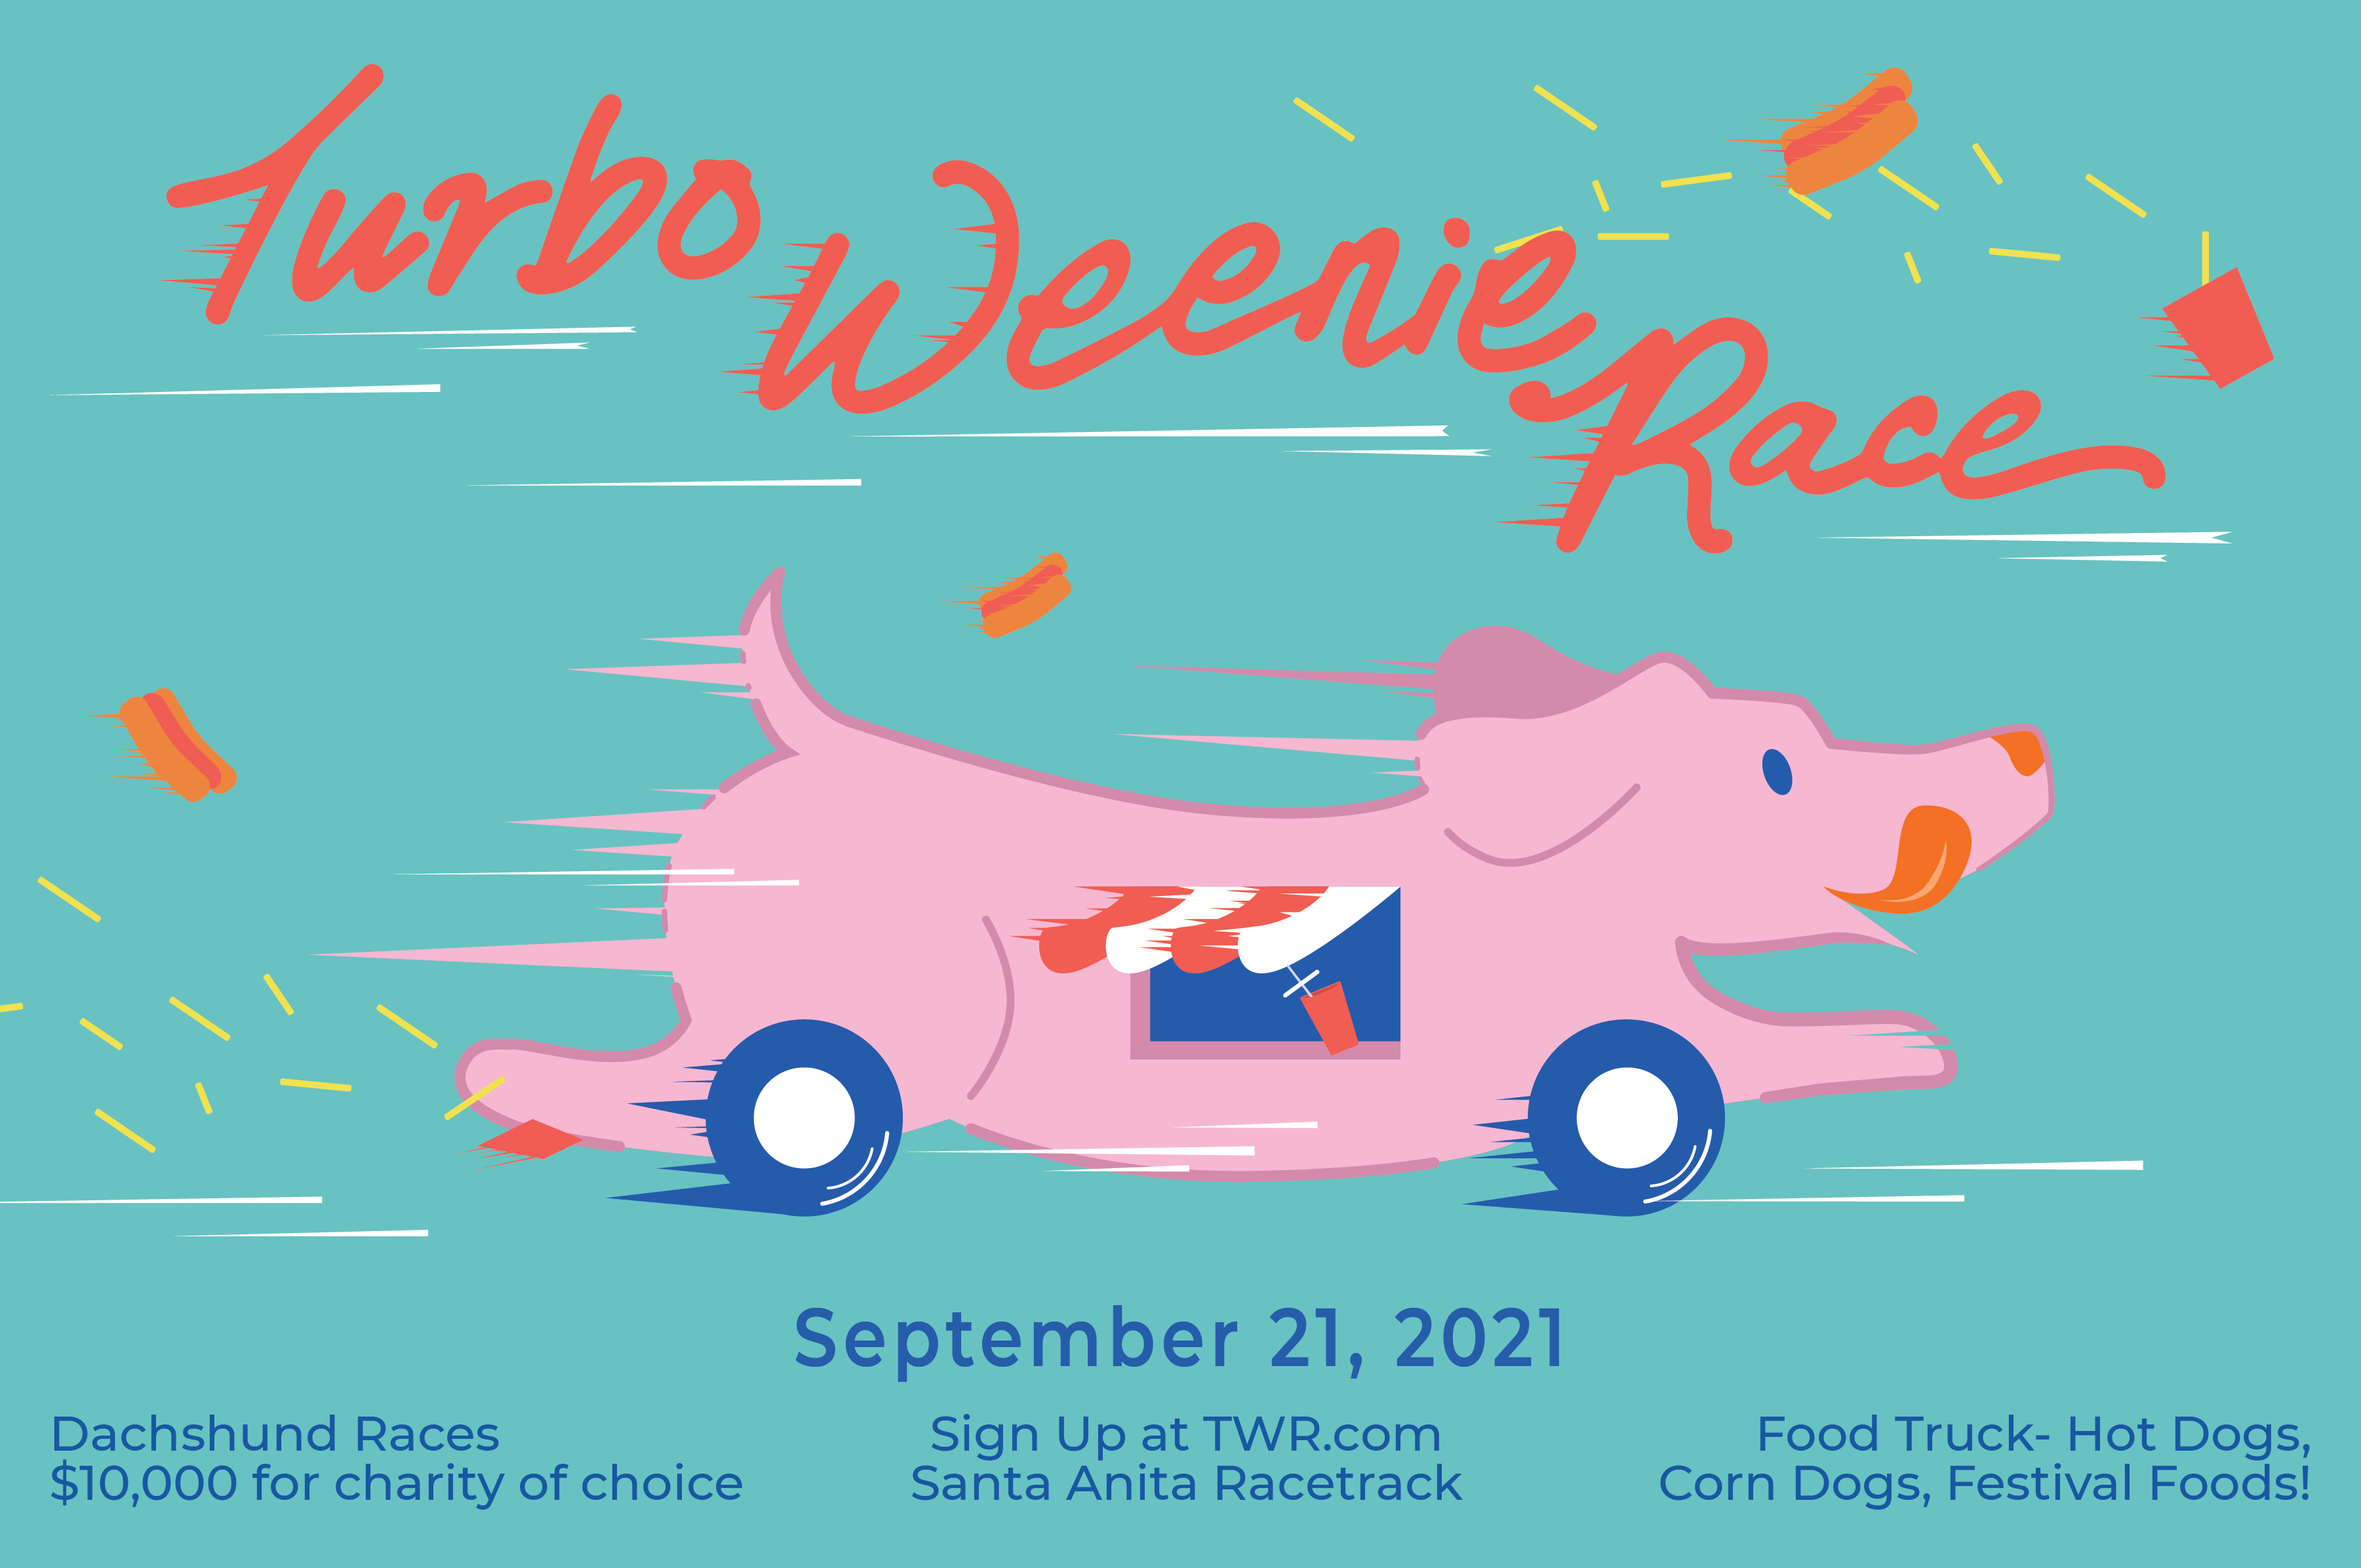 Turbo
Weenie
Race
September 21, 2021
Dachshund Races
$10,000 for charity of choice
Sign Up at TWR.com
Santa Anita Racetrack
Food Truck- Hot Dogs,
Corn Dogs, Festival Foods!